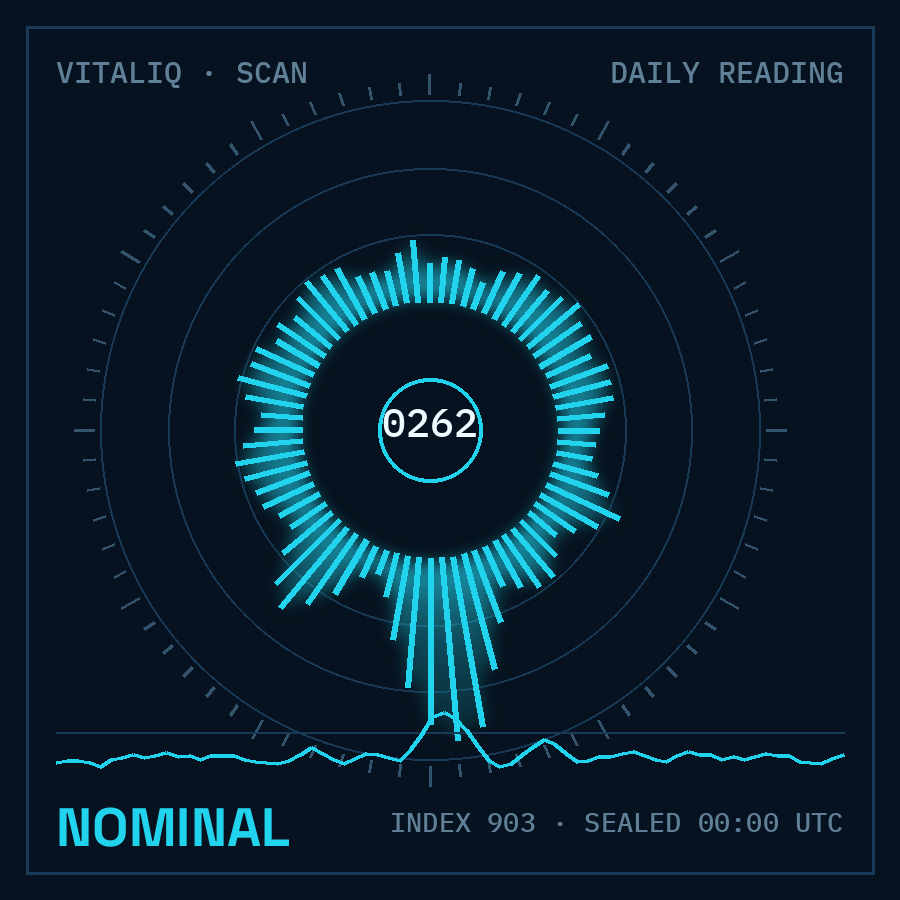 VITALIQ · SCAN
DAILY READING
0262
NOMINAL
INDEX 903 · SEALED 00:00 UTC